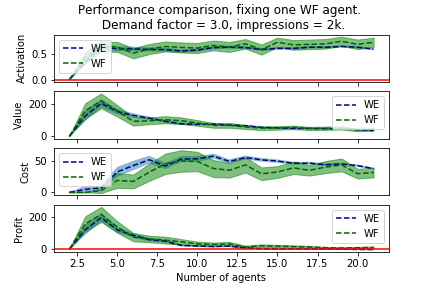 Performance comparison, fixing one WF agent.
Demand factor = 3.0, impressions = 2k.
Activation
0.5
0.0
WE
WF
Value
200
0
WE
WF
Cost
50
0
WE
WF
Profit
200
0
WE
WF
2.5 5.0 7.5 10.0 12.5 15.0 17.5 20.0
Number of agents